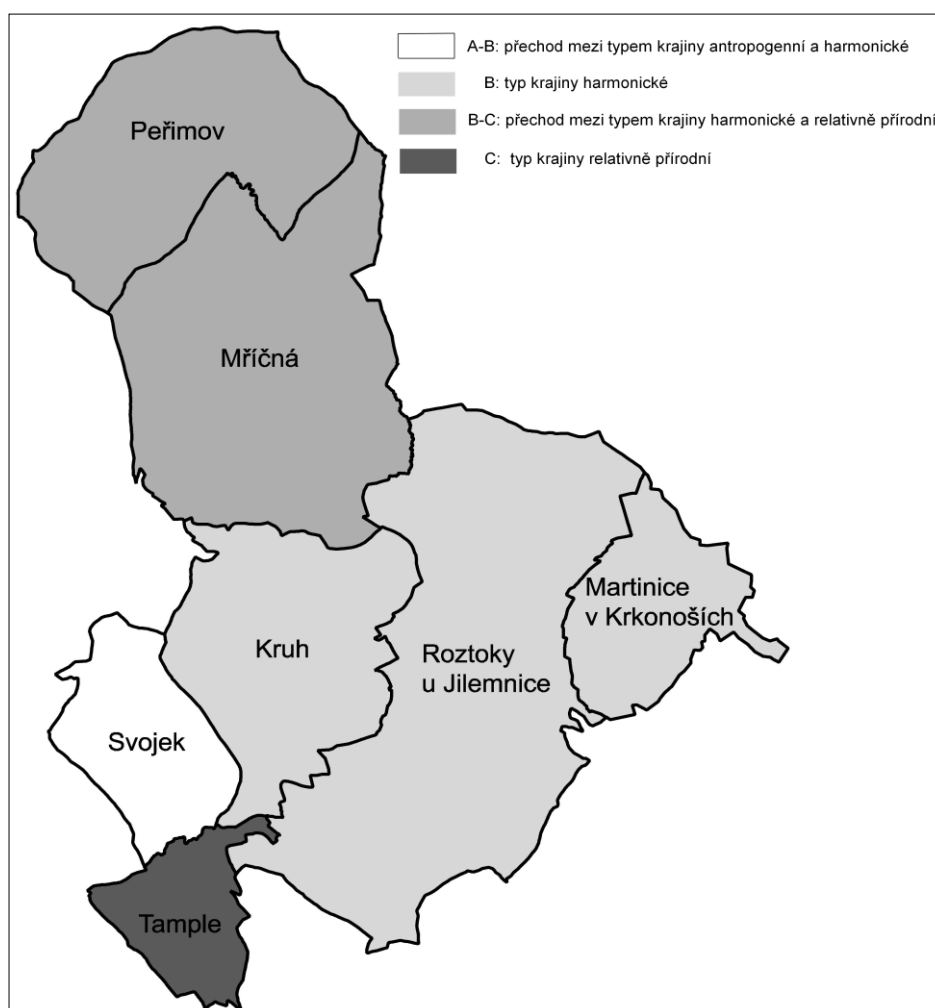 A-B: přechod mezi typem krajiny antropogenní a harmonické
B: typ krajiny harmonické
B-C: přechod mezi typem krajiny harmonické a relativně přírodní
C: typ krajiny relativně přírodní
Peřimov
Mříčná
Martinice
v Krkonoších
Kruh
Roztoky
u Jilemnice
Svojek
Tample